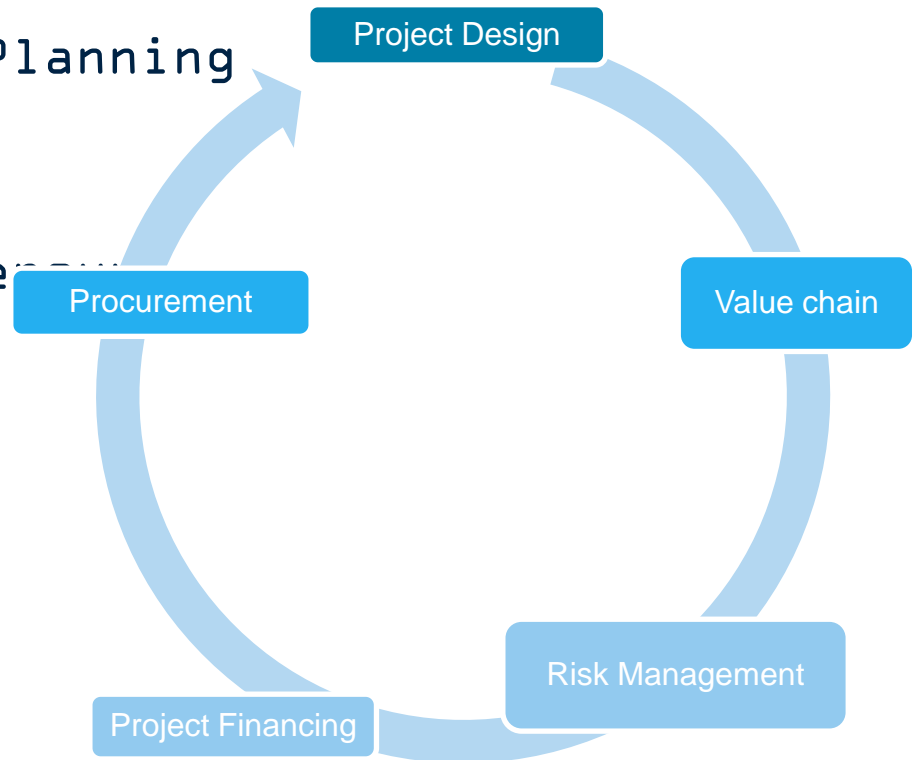 Planning
Project Design
Value chain
Risk Management
Project Financing
Procurement